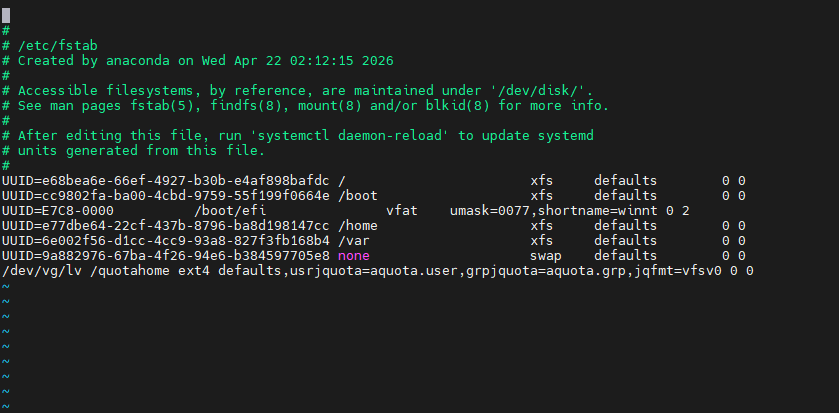 #
# /etc/fstab
# Created by anaconda on Wed Apr 22 02:12:15 2026
#
# Accessible filesystems, by reference, are maintained under '/dev/disk/'.
# See man pages fstab(5), findfs(8), mount(8) and/or blkid(8) for more info.
#
# After editing this file, run 'systemctl daemon-reload' to update systemd
# units generated from this file.
#
UUID=e68bea6e-66ef-4927-b30b-e4af898bafdc /                       xfs     defaults        0 0
UUID=cc9802fa-ba00-4cbd-9759-55f199f0664e /boot                   xfs     defaults        0 0
UUID=E7C8-0000          /boot/efi               vfat    umask=0077,shortname=winnt 0 2
UUID=e77dbe64-22cf-437b-8796-ba8d198147cc /home                   xfs     defaults        0 0
UUID=6e002f56-d1cc-4cc9-93a8-827f3fb168b4 /var                    xfs     defaults        0 0
UUID=9a882976-67ba-4f26-94e6-b384597705e8 none                    swap    defaults        0 0
/dev/vg/lv /quotahome ext4 defaults,usrjquota=aquota.user,grpjquota=aquota.grp,jqfmt=vfsv0 0 0
~
~
~
~
~
~
~
~
~